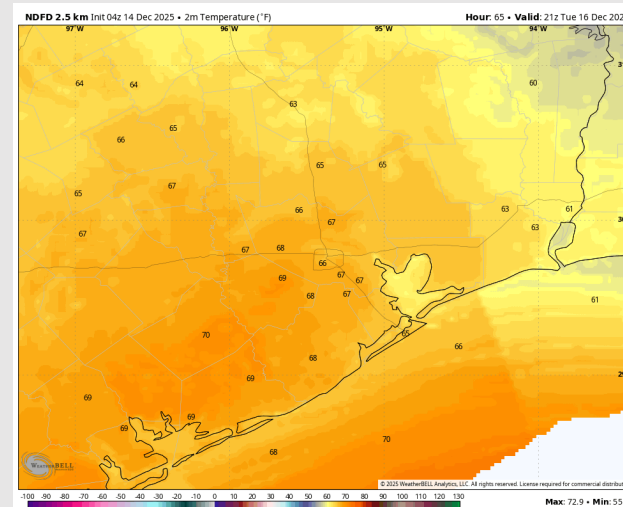 NDFD 2.5 km Init 04z 14 Dec 2025 • 2m Temperature (°F)
Hour: 65 • Valid: 21z Tue 16 Dec 202
97°W 96°W 95°W 94°W
31
64 64 60
63
65
66
65 65
67
65
66 63 61
67 63
67
67 68
66
69 67 67
68 67
61
70 65
66
68
29
69
69
69
69
70
68
WeatherBELL
© 2025 WeatherBELL Analytics, LLC. All rights reserved. License required for commercial distribut
-100 -90 -80 -70 -60 -50 -40 -30 -20 -10 0 10 20 30 40 50 60 70 80 90 100 110 120 130
Max: 72.9 • Min: 55